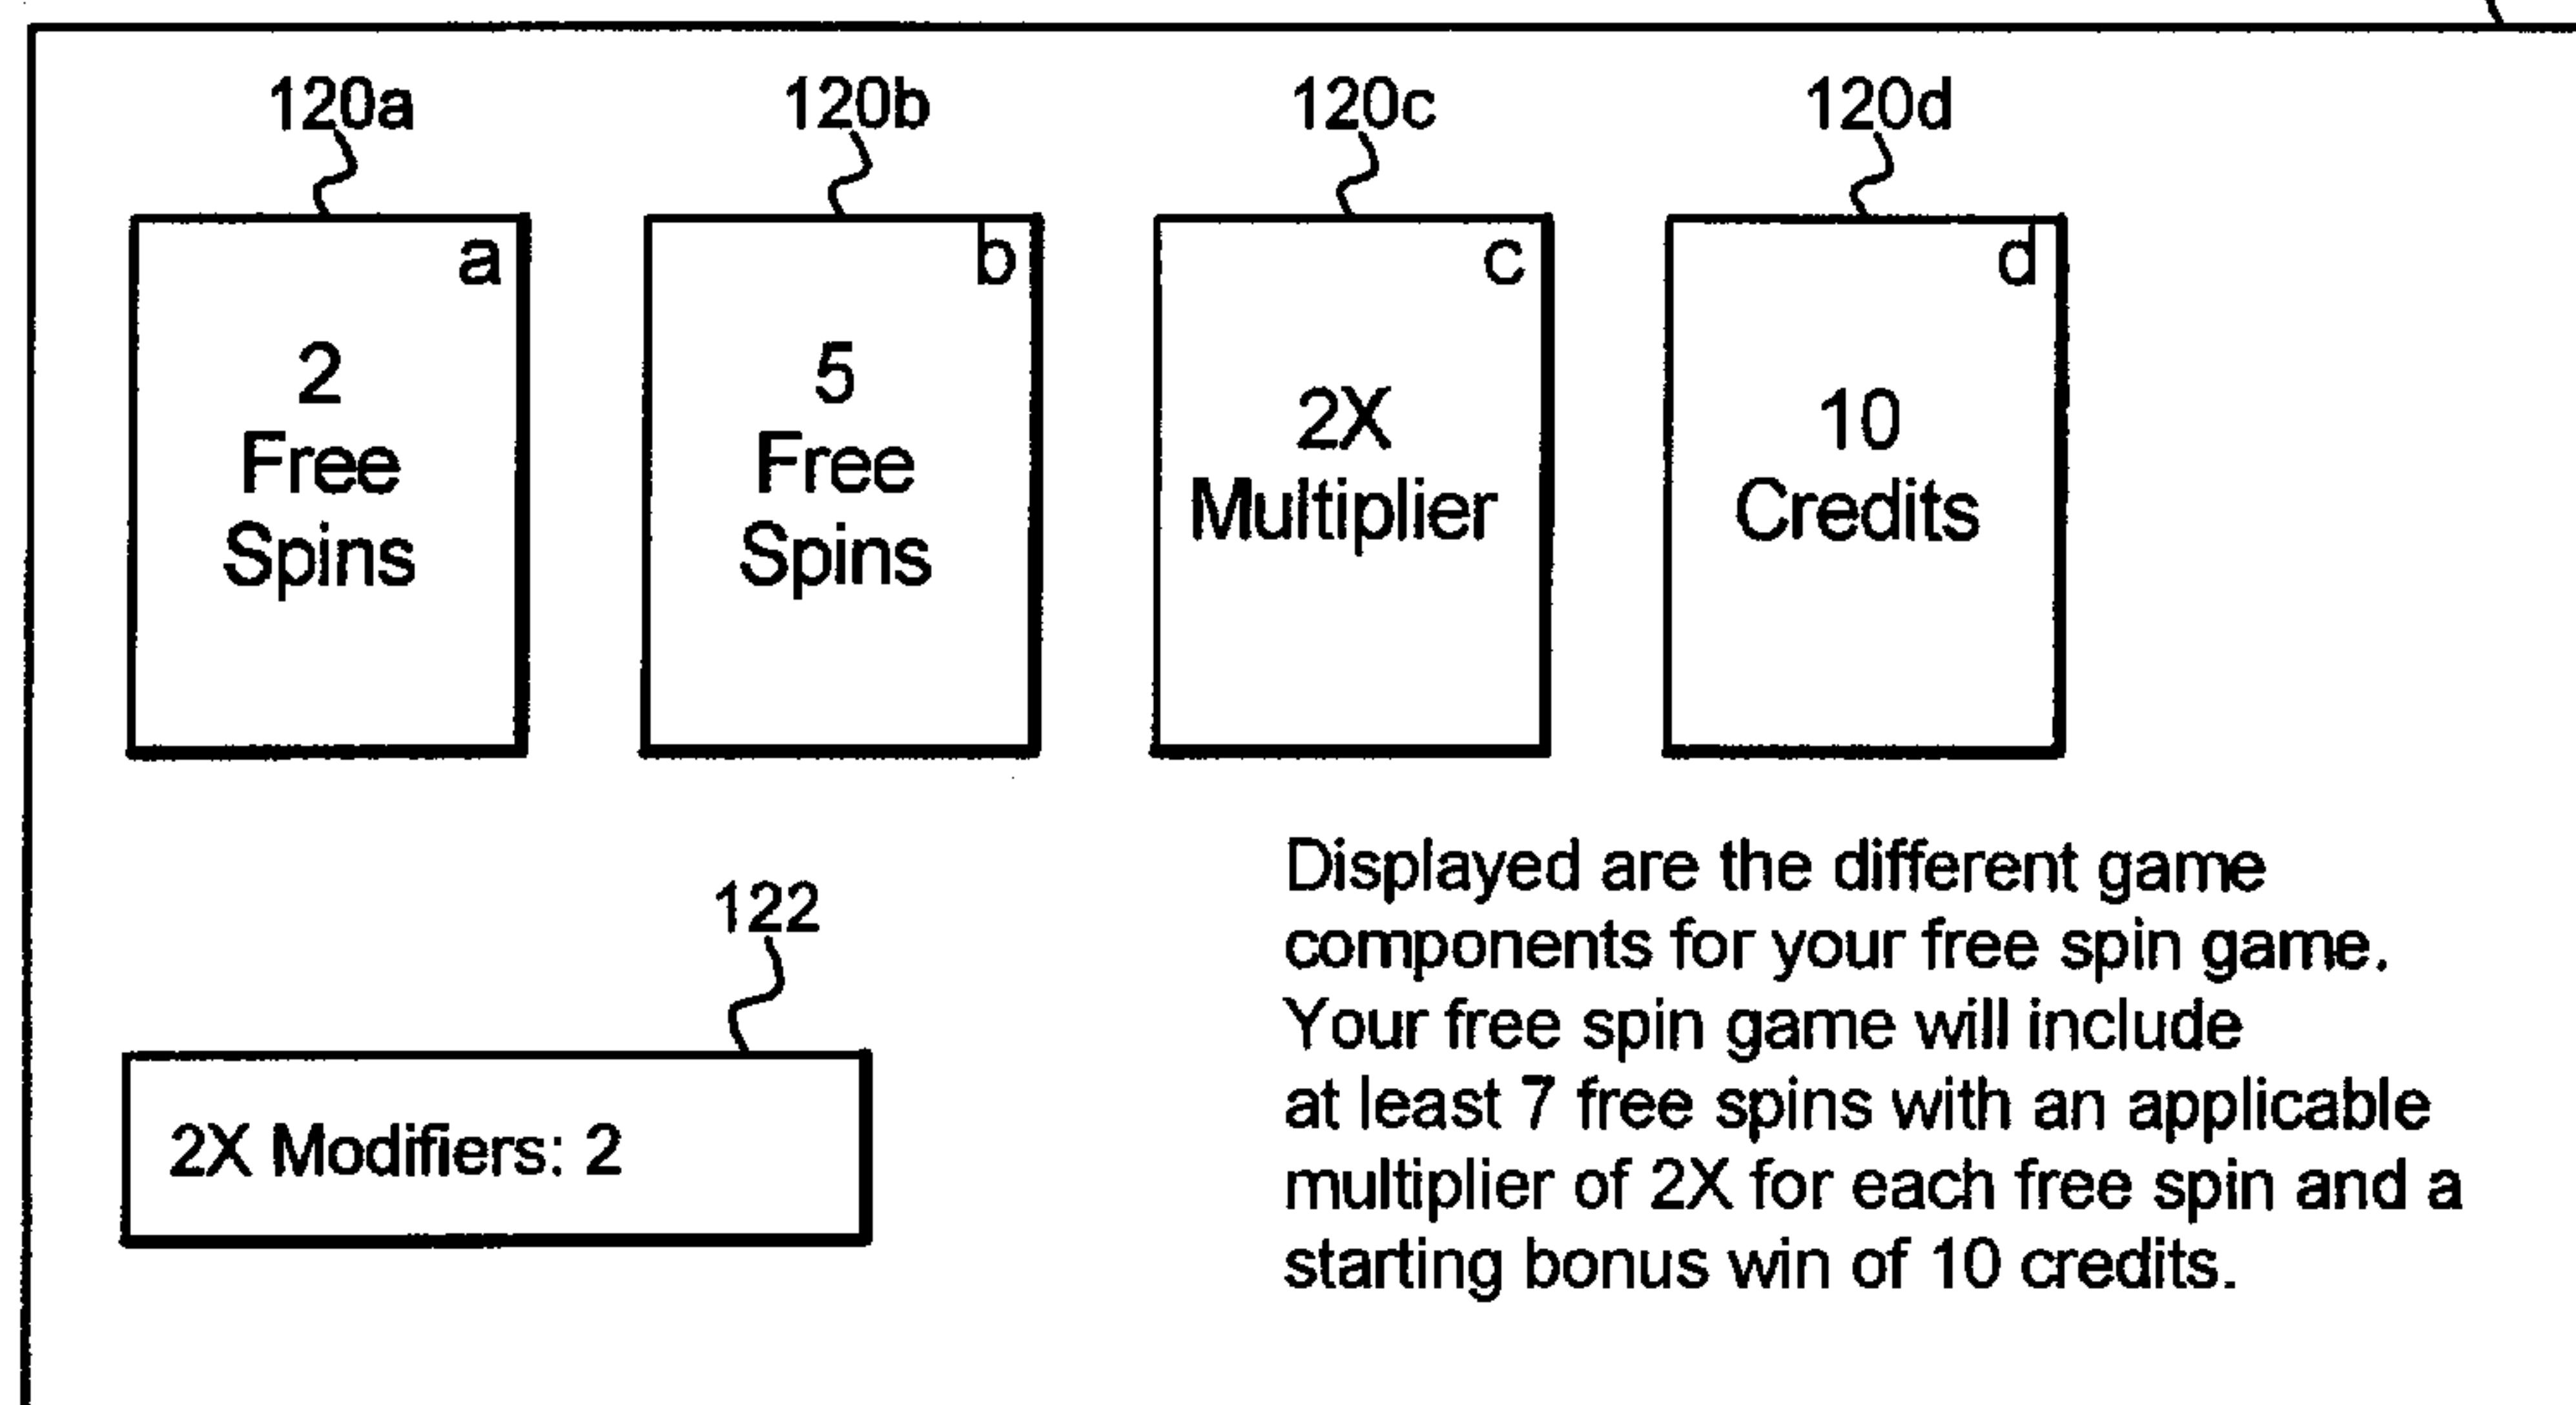 120a 120b 120c 120d
a b c d
2
Free
Spins
5
Free
Spins
2X
Multiplier
10
Credits
122
2X Modifiers: 2
Displayed are the different game
components for your free spin game.
Your free spin game will include
at least 7 free spins with an applicable
multiplier of 2X for each free spin and a
starting bonus win of 10 credits.